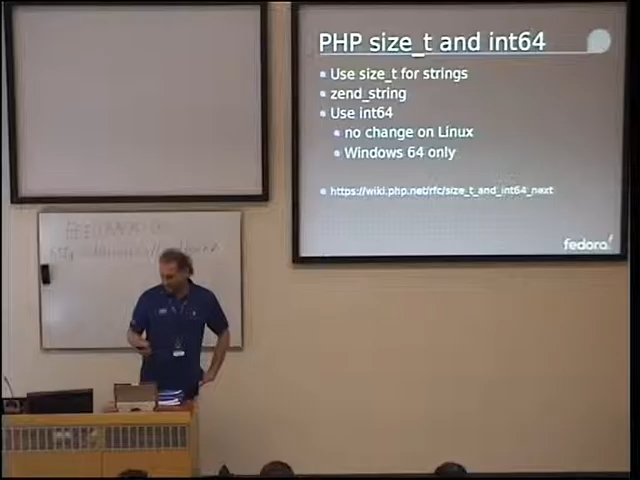 PHP size_t and int64
Use size_t for strings
zend_string
Use int64
no change on Linux
Windows 64 only
https://wiki.php.net/rfc/size_t_and_int64_next
fedora